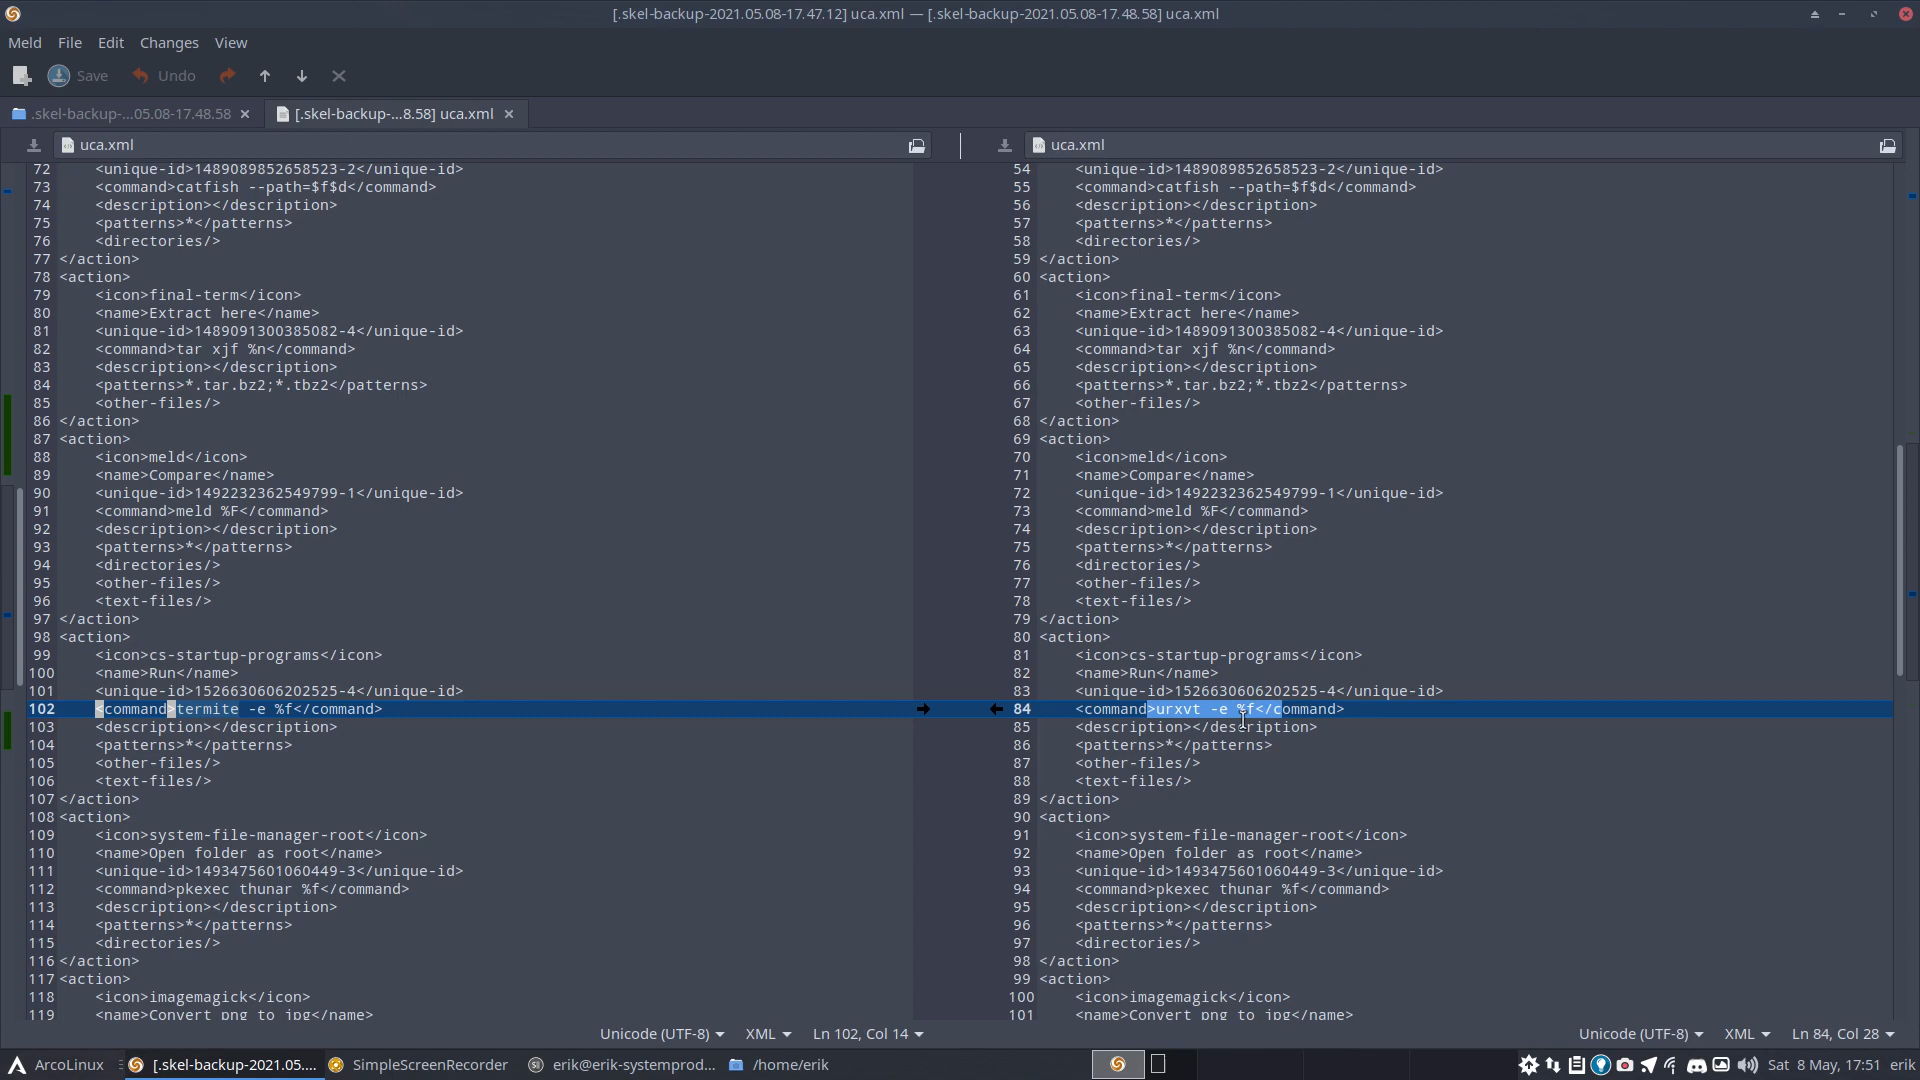 [.skel-backup-2021.05.08-17.47.12] uca.xml — [.skel-backup-2021.05.08-17.48.58] uca.xml
Meld File Edit Changes View
Save Undo
.skel-backup-...05.08-17.48.58 [.skel-backup-...8.58] uca.xml
uca.xml
72 <unique-id>1489089852658523-2</unique-id>
73 <command>catfish --path=$f$d</command>
74 <description></description>
75 <patterns>*</patterns>
76 <directories/>
77 </action>
78 <action>
79 <icon>final-term</icon>
80 <name>Extract here</name>
81 <unique-id>1489091300385082-4</unique-id>
82 <command>tar xjf %n</command>
83 <description></description>
84 <patterns>*.tar.bz2;*.tbz2</patterns>
85 <other-files/>
86 </action>
87 <action>
88 <icon>meld</icon>
89 <name>Compare</name>
90 <unique-id>1492232362549799-1</unique-id>
91 <command>meld %F</command>
92 <description></description>
93 <patterns>*</patterns>
94 <directories/>
95 <other-files/>
96 <text-files/>
97 </action>
98 <action>
99 <icon>cs-startup-programs</icon>
100 <name>Run</name>
101 <unique-id>1526630606202525-4</unique-id>
102 <command>termite -e %f</command>
103 <description></description>
104 <patterns>*</patterns>
105 <other-files/>
106 <text-files/>
107 </action>
108 <action>
109 <icon>system-file-manager-root</icon>
110 <name>Open folder as root</name>
111 <unique-id>1493475601060449-3</unique-id>
112 <command>pkexec thunar %f</command>
113 <description></description>
114 <patterns>*</patterns>
115 <directories/>
116 </action>
117 <action>
118 <icon>imagemagick</icon>
119 <name>Convert png to jpg</name>
uca.xml
54 <unique-id>1489089852658523-2</unique-id>
55 <command>catfish --path=$f$d</command>
56 <description></description>
57 <patterns>*</patterns>
58 <directories/>
59 </action>
60 <action>
61 <icon>final-term</icon>
62 <name>Extract here</name>
63 <unique-id>1489091300385082-4</unique-id>
64 <command>tar xjf %n</command>
65 <description></description>
66 <patterns>*.tar.bz2;*.tbz2</patterns>
67 <other-files/>
68 </action>
69 <action>
70 <icon>meld</icon>
71 <name>Compare</name>
72 <unique-id>1492232362549799-1</unique-id>
73 <command>meld %F</command>
74 <description></description>
75 <patterns>*</patterns>
76 <directories/>
77 <other-files/>
78 <text-files/>
79 </action>
80 <action>
81 <icon>cs-startup-programs</icon>
82 <name>Run</name>
83 <unique-id>1526630606202525-4</unique-id>
84 <command>urxvt -e %f</command>
85 <description></description>
86 <patterns>*</patterns>
87 <other-files/>
88 <text-files/>
89 </action>
90 <action>
91 <icon>system-file-manager-root</icon>
92 <name>Open folder as root</name>
93 <unique-id>1493475601060449-3</unique-id>
94 <command>pkexec thunar %f</command>
95 <description></description>
96 <patterns>*</patterns>
97 <directories/>
98 </action>
99 <action>
100 <icon>imagemagick</icon>
101 <name>Convert png to jpg</name>
Unicode (UTF-8) XML Ln 102, Col 14 Unicode (UTF-8) XML Ln 84, Col 28
ArcoLinux [.skel-backup-2021.05.... SimpleScreenRecorder erik@erik-systemprod... /home/erik Sat 8 May, 17:51 erik